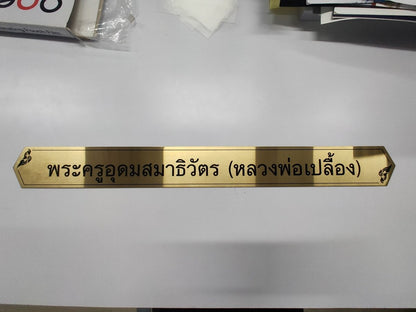 พระครูอุดมสมาธิวัตร (หลวงพ่อเปลื้อง)